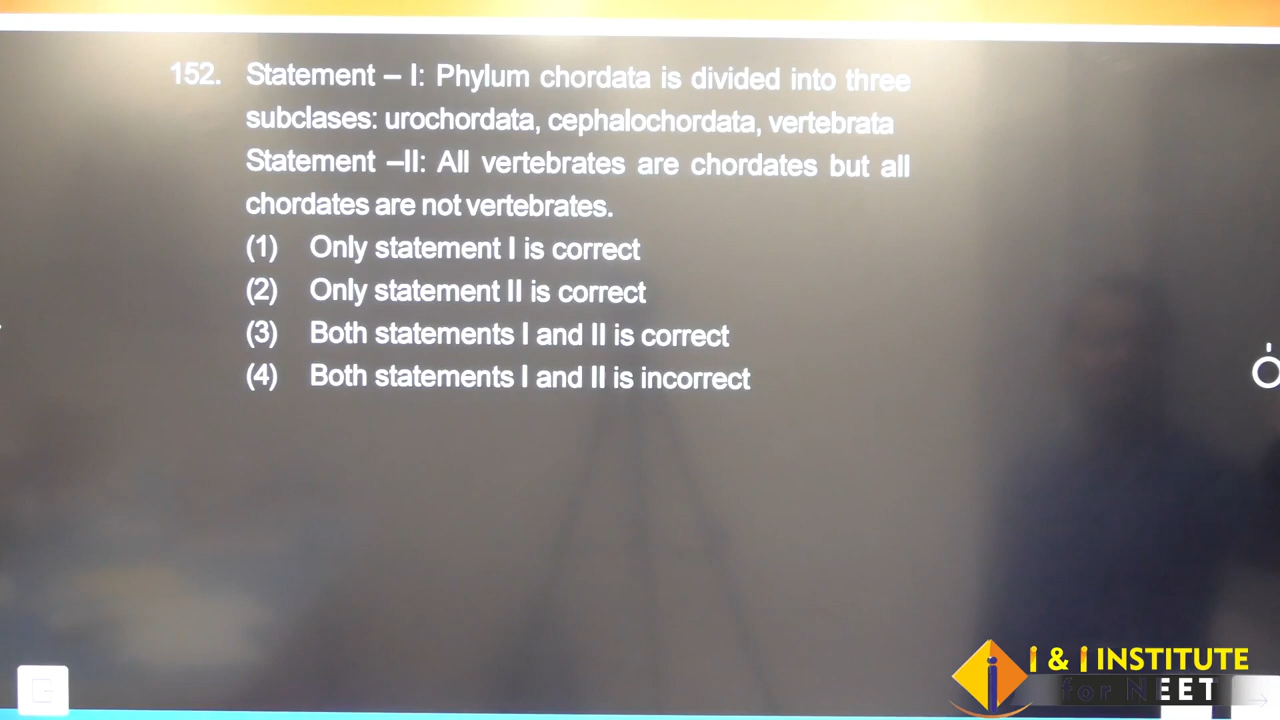 152. Statement – I: Phylum chordata is divided into three
subclases: urochordata, cephalochordata, vertebrata
Statement –II: All vertebrates are chordates but all
chordates are not vertebrates.
(1) Only statement I is correct
(2) Only statement II is correct
(3) Both statements I and II is correct
(4) Both statements I and II is incorrect
i & i INSTITUTE
for NEET